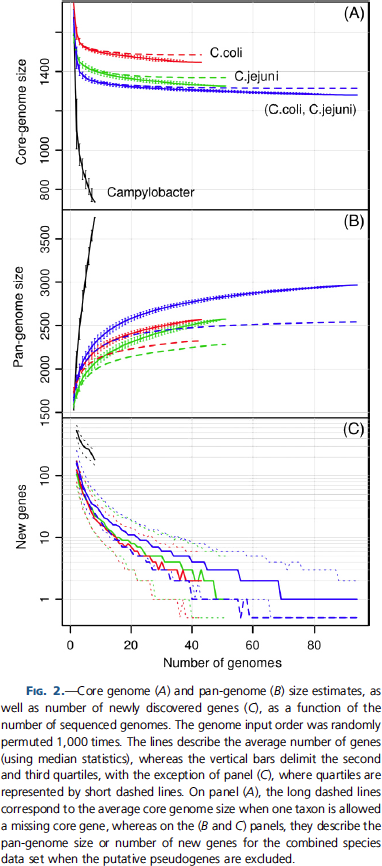 (A)
C.coli
C.jejuni
(C.coli, C.jejuni)
Campylobacter
Core-genome size
1400
1000
800
(B)
Pan-genome size
3500
3000
2500
2000
1500
(C)
New genes
100
10
1
0 20 40 60 80
Number of genomes
FIG. 2.—Core genome (A) and pan-genome (B) size estimates, as
well as number of newly discovered genes (C), as a function of the
number of sequenced genomes. The genome input order was randomly
permuted 1,000 times. The lines describe the average number of genes
(using median statistics), whereas the vertical bars delimit the second
and third quartiles, with the exception of panel (C), where quartiles are
represented by short dashed lines. On panel (A), the long dashed lines
correspond to the average core genome size when one taxon is allowed
a missing core gene, whereas on the (B and C) panels, they describe the
pan-genome size or number of new genes for the combined species
data set when the putative pseudogenes are excluded.